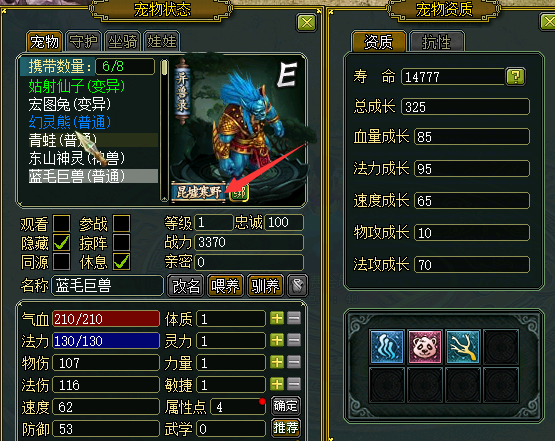 宠物状态
宠物 守护 坐骑 娃娃
携带数量: 6/8
姑射仙子(变异)
宏图兔(变异)
幻灵熊(普通)
青蛙(普通)
东山神灵(神兽)
蓝毛巨兽(普通)
异兽录
E
昆墟寒野
观看 参战
隐藏 掠阵
同源 休息
等级 1 忠诚 100
战力 3370
亲密 0
名称 蓝毛巨兽 改名 喂养 驯养
气血 210/210 体质 1
法力 130/130 灵力 1
物伤 107 力量 1
法伤 116 敏捷 1
速度 62 属性点 4 确定
防御 53 武学 0 推荐
宠物资质
资质 抗性
寿 命 14777 ?
总成长 325
血量成长 85
法力成长 95
速度成长 65
物攻成长 10
法攻成长 70